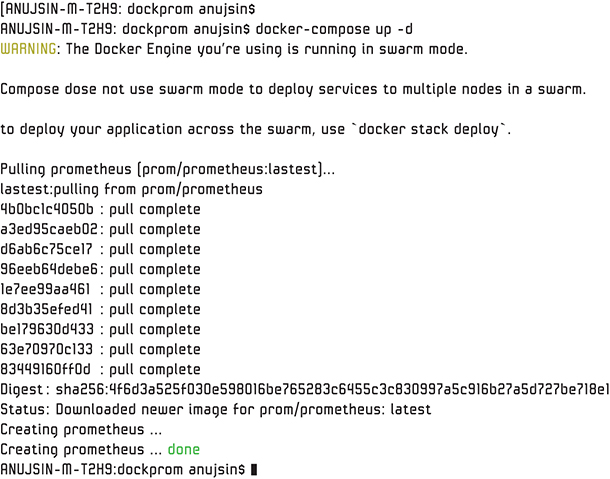 [ANUJSIN-M-T2H9: dockprom anujsin$
ANUJSIN-M-T2H9: dockprom anujsin$ docker-compose up -d
WARNING: The Docker Engine you're using is running in swarm mode.
Compose dose not use swarm mode to deploy services to multiple nodes in a swarm.
to deploy your application across the swarm, use `docker stack deploy`.
Pulling prometheus [prom/prometheus:lastest]...
lastest:pulling from prom/prometheus
4b0bc1c4050b : pull complete
a3ed95caeb02 : pull complete
d6ab6c75ce17 : pull complete
96eeb64debe6 : pull complete
1e7ee99aa461 : pull complete
8d3b35efed41 : pull complete
be179630d433 : pull complete
63e70970c133 : pull complete
83449160ff0d : pull complete
Digest: sha256:4f6d3a525f030e598016be765283c6455c3c830997a5c916b27a5d727be718e1
Status: Downloaded newer image for prom/prometheus: latest
Creating prometheus ...
Creating prometheus ... done
ANUJSIN-M-T2H9:dockprom anujsin$